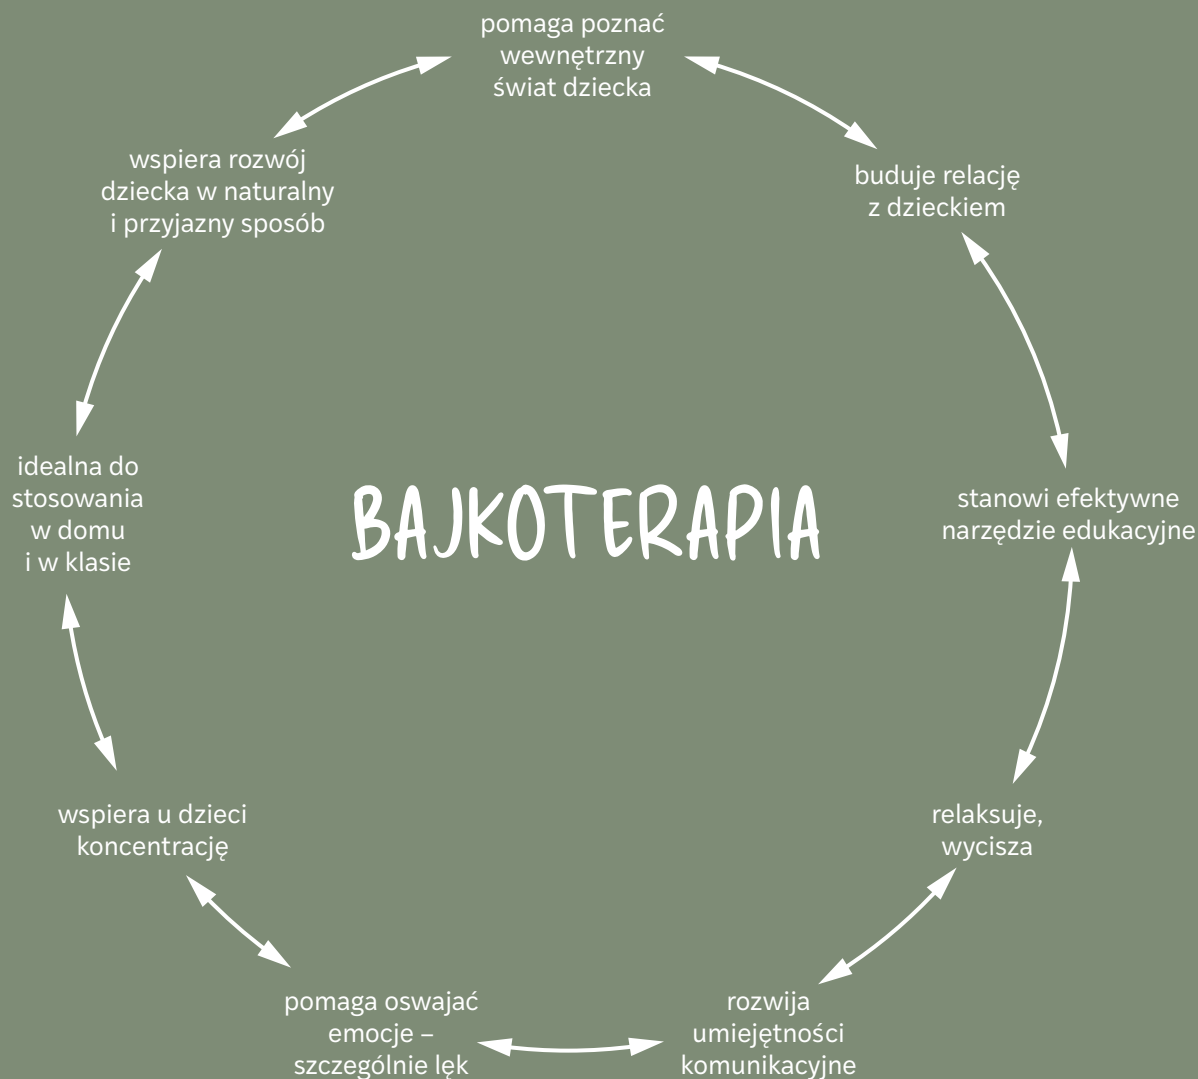 pomaga poznać
wewnętrzny
świat dziecka
buduje relację
z dzieckiem
stanowi efektywne
narzędzie edukacyjne
relaksuje,
wycisza
rozwija
umiejętności
komunikacyjne
pomaga oswajać
emocje –
szczególnie lęk
wspiera u dzieci
koncentrację
idealna do
stosowania
w domu
i w klasie
wspiera rozwój
dziecka w naturalny
i przyjazny sposób
BAJKOTERAPIA